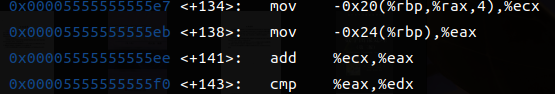 0x00005555555555e7 <+134>: mov -0x20(%rbp,%rax,4),%ecx
0x00005555555555eb <+138>: mov -0x24(%rbp),%eax
0x00005555555555ee <+141>: add %ecx,%eax
0x00005555555555f0 <+143>: cmp %eax,%edx